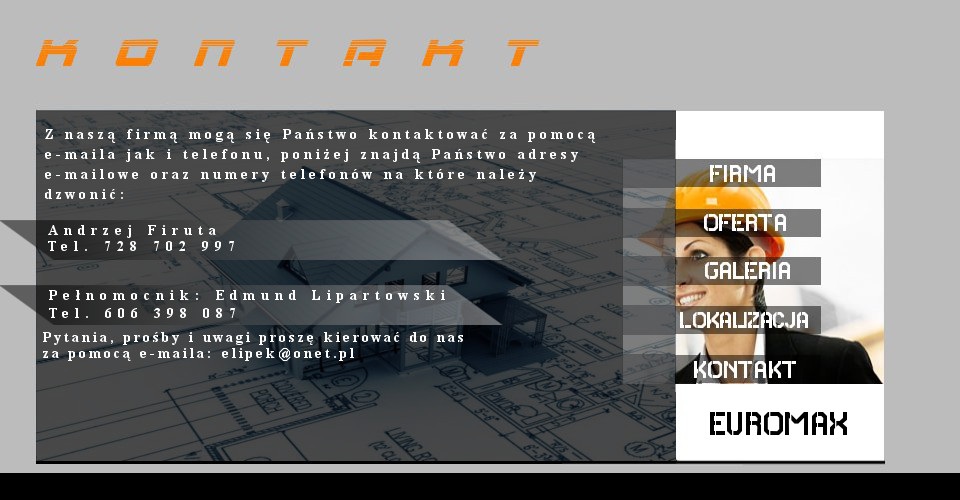 KONTAKT
Z naszą firmą mogą się Państwo kontaktować za pomocą
e-maila jak i telefonu, poniżej znajdą Państwo adresy
e-mailowe oraz numery telefonów na które należy
dzwonić:
Andrzej Firuta
Tel. 728 702 997
Pełnomocnik: Edmund Lipartowski
Tel. 606 398 087
Pytania, prośby i uwagi proszę kierować do nas
za pomocą e-maila: elipek@onet.pl
FIRMA
OFERTA
GALERIA
LOKALIZACJA
KONTAKT
EUROMAX